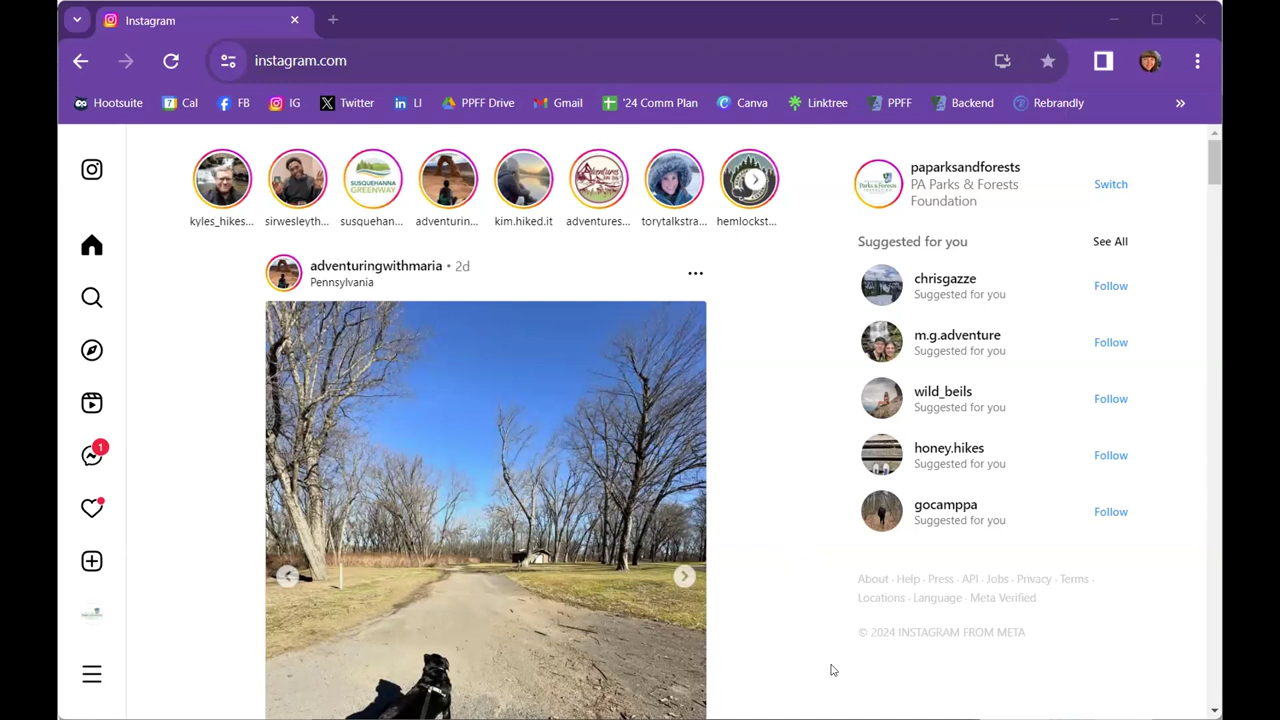 Instagram
instagram.com
Hootsuite Cal FB IG Twitter LI PPFF Drive Gmail '24 Comm Plan Canva Linktree PPFF Backend Rebrandly »
kyles_hikes... sirwesleyth... susquehan... adventurin... kim.hiked.it adventures... torytalkstra... hemlockst...
SUSQUEHANNA
GREENWAY
paparksandforests
PA Parks & Forests
Foundation
Switch
Suggested for you See All
adventuringwithmaria • 2d
Pennsylvania
chrisgazze
Suggested for you
Follow
m.g.adventure
Suggested for you
Follow
wild_beils
Suggested for you
Follow
honey.hikes
Suggested for you
Follow
gocamppa
Suggested for you
Follow
1
About · Help · Press · API · Jobs · Privacy · Terms ·
Locations · Language · Meta Verified
© 2024 INSTAGRAM FROM META